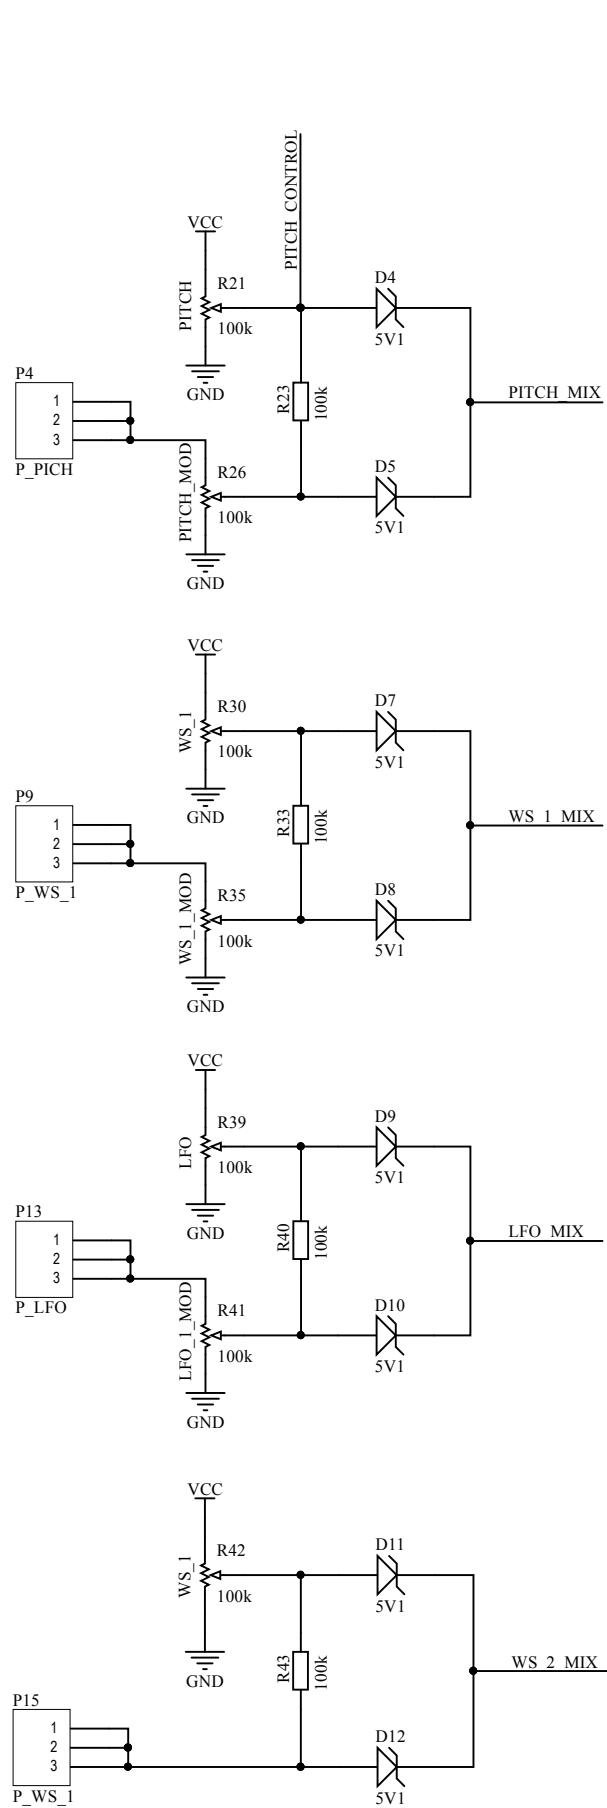 PITCH_CONTROL
VCC
PITCH
R21
100k
GND
D4
5V1
R23
100k
PITCH_MIX
P4
1
2
3
P_PICH
PITCH_MOD
R26
100k
GND
D5
5V1
VCC
WS_1
R30
100k
GND
D7
5V1
R33
100k
WS_1_MIX
P9
1
2
3
P_WS_1
WS_1_MOD
R35
100k
GND
D8
5V1
VCC
LFO
R39
100k
GND
D9
5V1
R40
100k
LFO_MIX
P13
1
2
3
P_LFO
LFO_1_MOD
R41
100k
GND
D10
5V1
VCC
WS_1
R42
100k
GND
D11
5V1
R43
100k
WS_2_MIX
P15
1
2
3
P_WS_1
D12
5V1